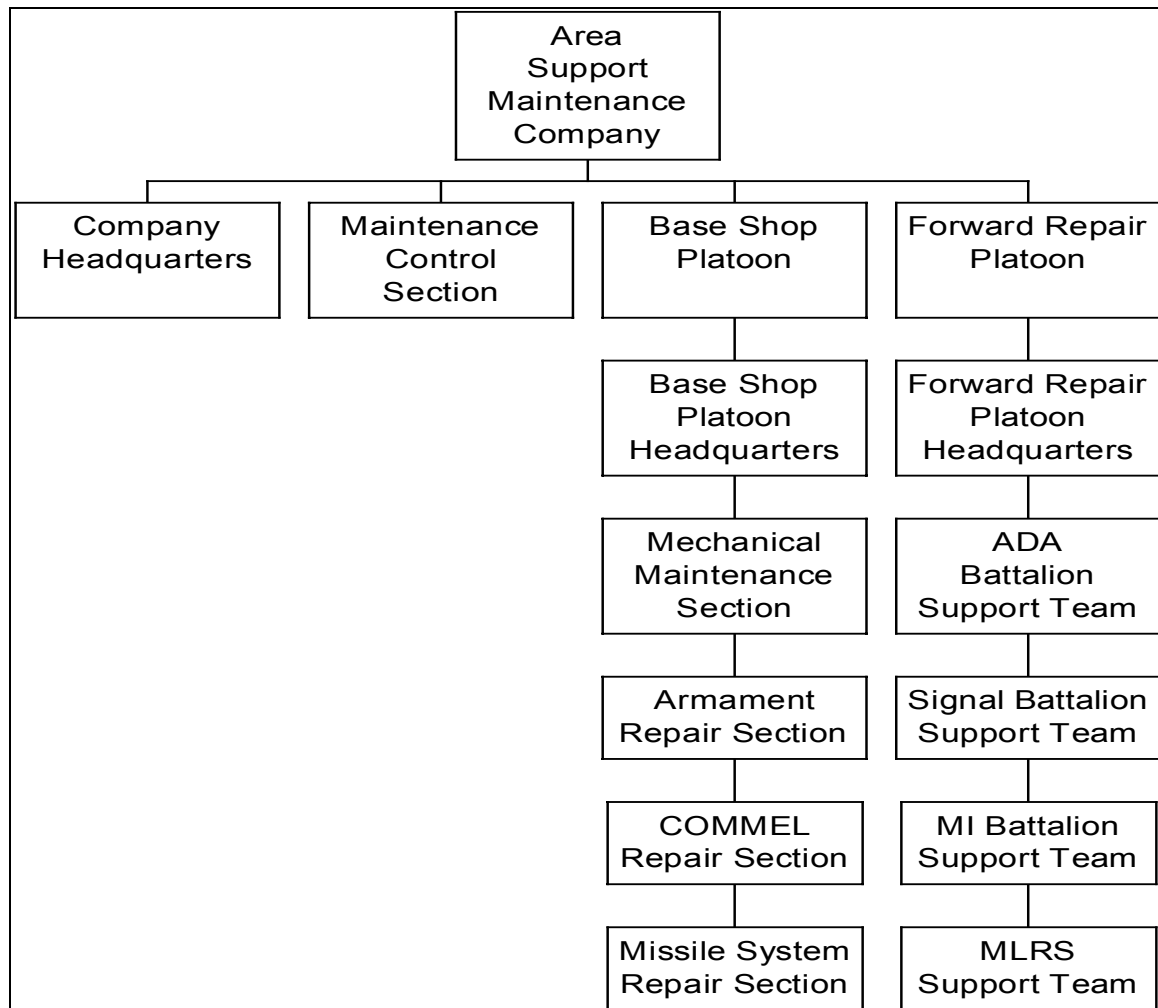 Area
Support
Maintenance
Company
Company
Headquarters
Maintenance
Control
Section
Base Shop
Platoon
Forward Repair
Platoon
Base Shop
Platoon
Headquarters
Forward Repair
Platoon
Headquarters
Mechanical
Maintenance
Section
ADA
Battalion
Support Team
Armament
Repair Section
Signal Battalion
Support Team
COMMEL
Repair Section
MI Battalion
Support Team
Missile System
Repair Section
MLRS
Support Team